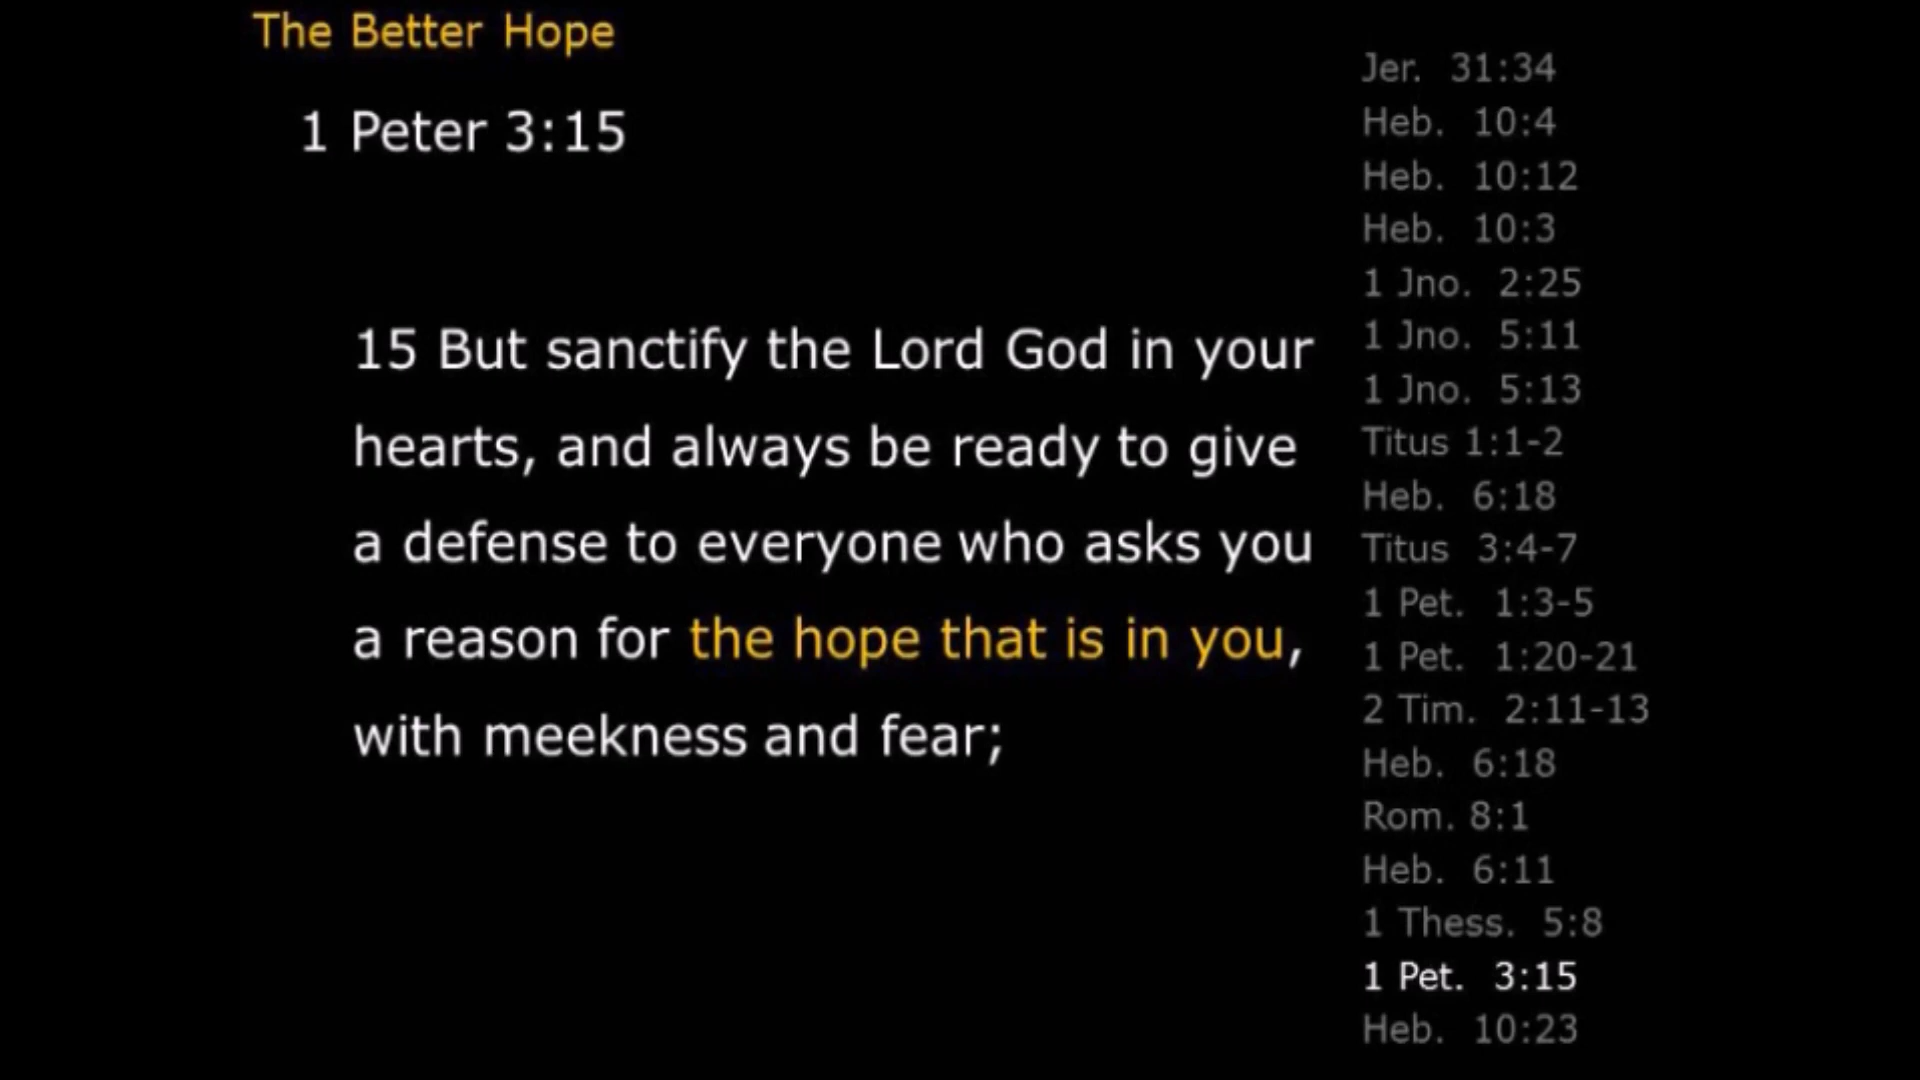 The Better Hope
1 Peter 3:15
15 But sanctify the Lord God in your
hearts, and always be ready to give
a defense to everyone who asks you
a reason for the hope that is in you,
with meekness and fear;
Jer. 31:34
Heb. 10:4
Heb. 10:12
Heb. 10:3
1 Jno. 2:25
1 Jno. 5:11
1 Jno. 5:13
Titus 1:1-2
Heb. 6:18
Titus 3:4-7
1 Pet. 1:3-5
1 Pet. 1:20-21
2 Tim. 2:11-13
Heb. 6:18
Rom. 8:1
Heb. 6:11
1 Thess. 5:8
1 Pet. 3:15
Heb. 10:23